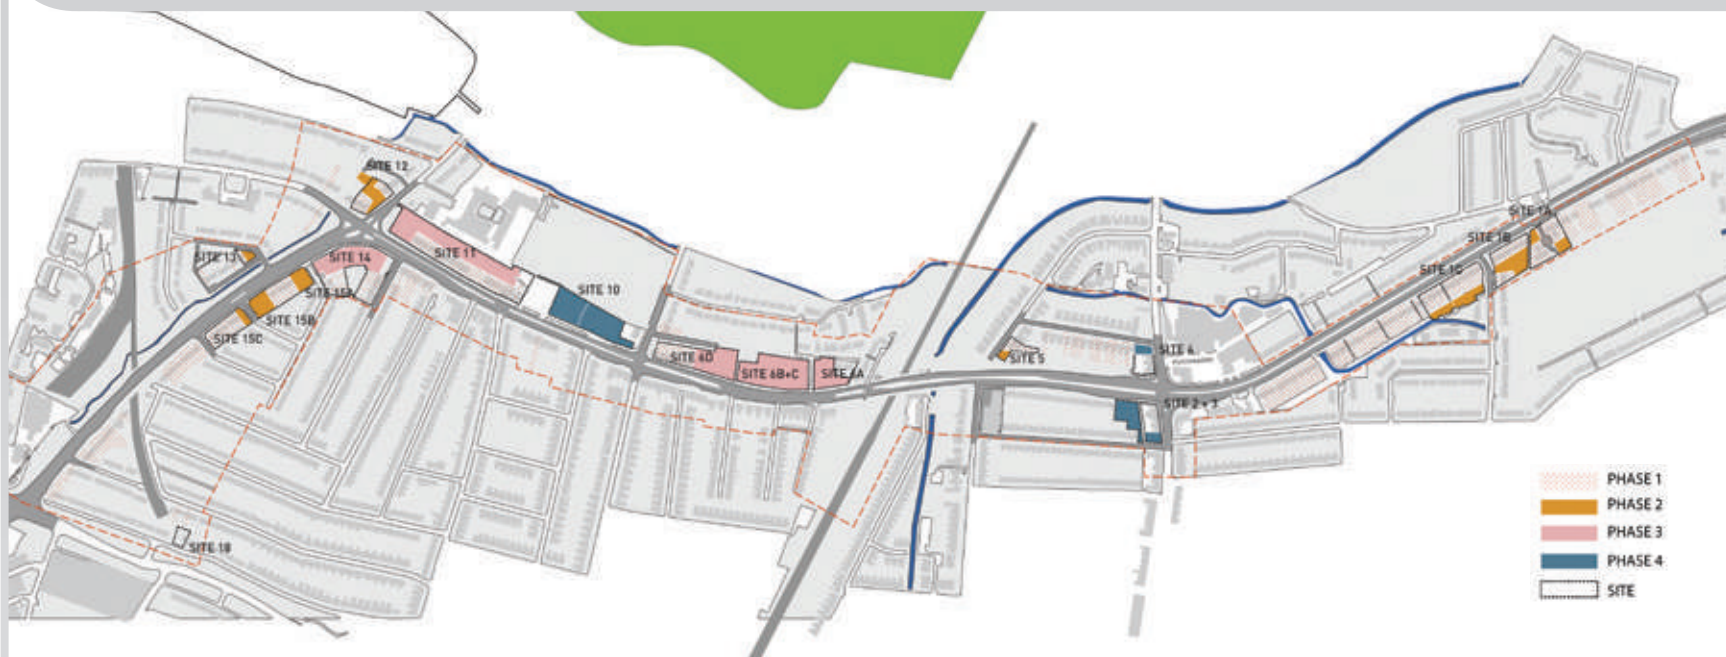 SITE 12
SITE 13
SITE 14
SITE 11
SITE 15A
SITE 15B
SITE 15C
SITE 10
SITE 6D
SITE 6B+C
SITE 6A
SITE 5
SITE 4
SITE 2 + 3
SITE 1A
SITE 1B
SITE 1C
SITE 18
PHASE 1
PHASE 2
PHASE 3
PHASE 4
SITE